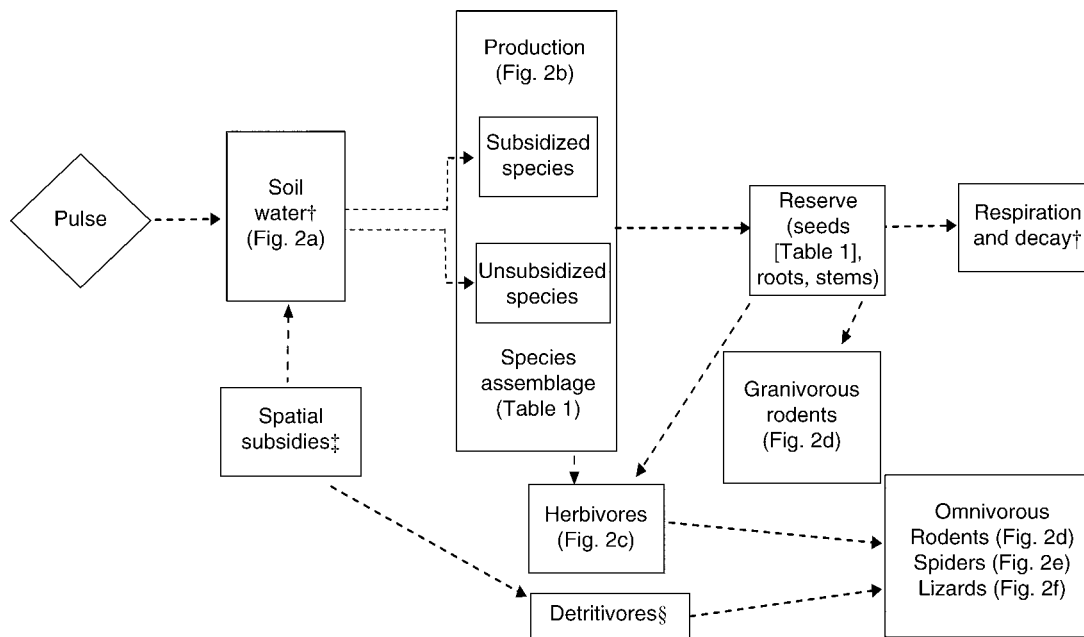 Pulse
Soil
water†
(Fig. 2a)
Spatial
subsidies‡
Production
(Fig. 2b)
Subsidized
species
Unsubsidized
species
Species
assemblage
(Table 1)
Reserve
(seeds
[Table 1],
roots, stems)
Respiration
and decay†
Granivorous
rodents
(Fig. 2d)
Herbivores
(Fig. 2c)
Detritivores§
Omnivorous
Rodents (Fig. 2d)
Spiders (Fig. 2e)
Lizards (Fig. 2f)